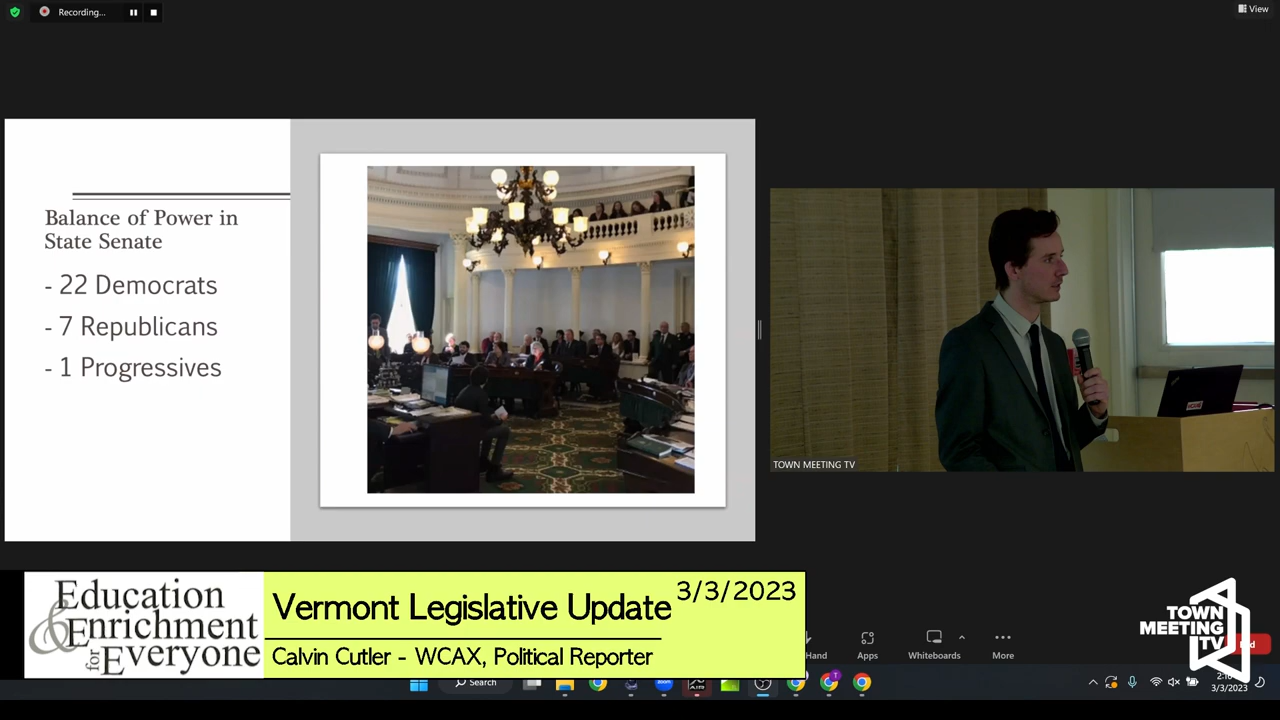 Recording...
View
Balance of Power in
State Senate
- 22 Democrats
- 7 Republicans
- 1 Progressives
TOWN MEETING TV
Education
& Enrichment
for Everyone
Vermont Legislative Update
3/3/2023
Calvin Cutler - WCAX, Political Reporter
Hand
Apps
Whiteboards
More
TOWN
MEETING
TV
Search
3/3/2023